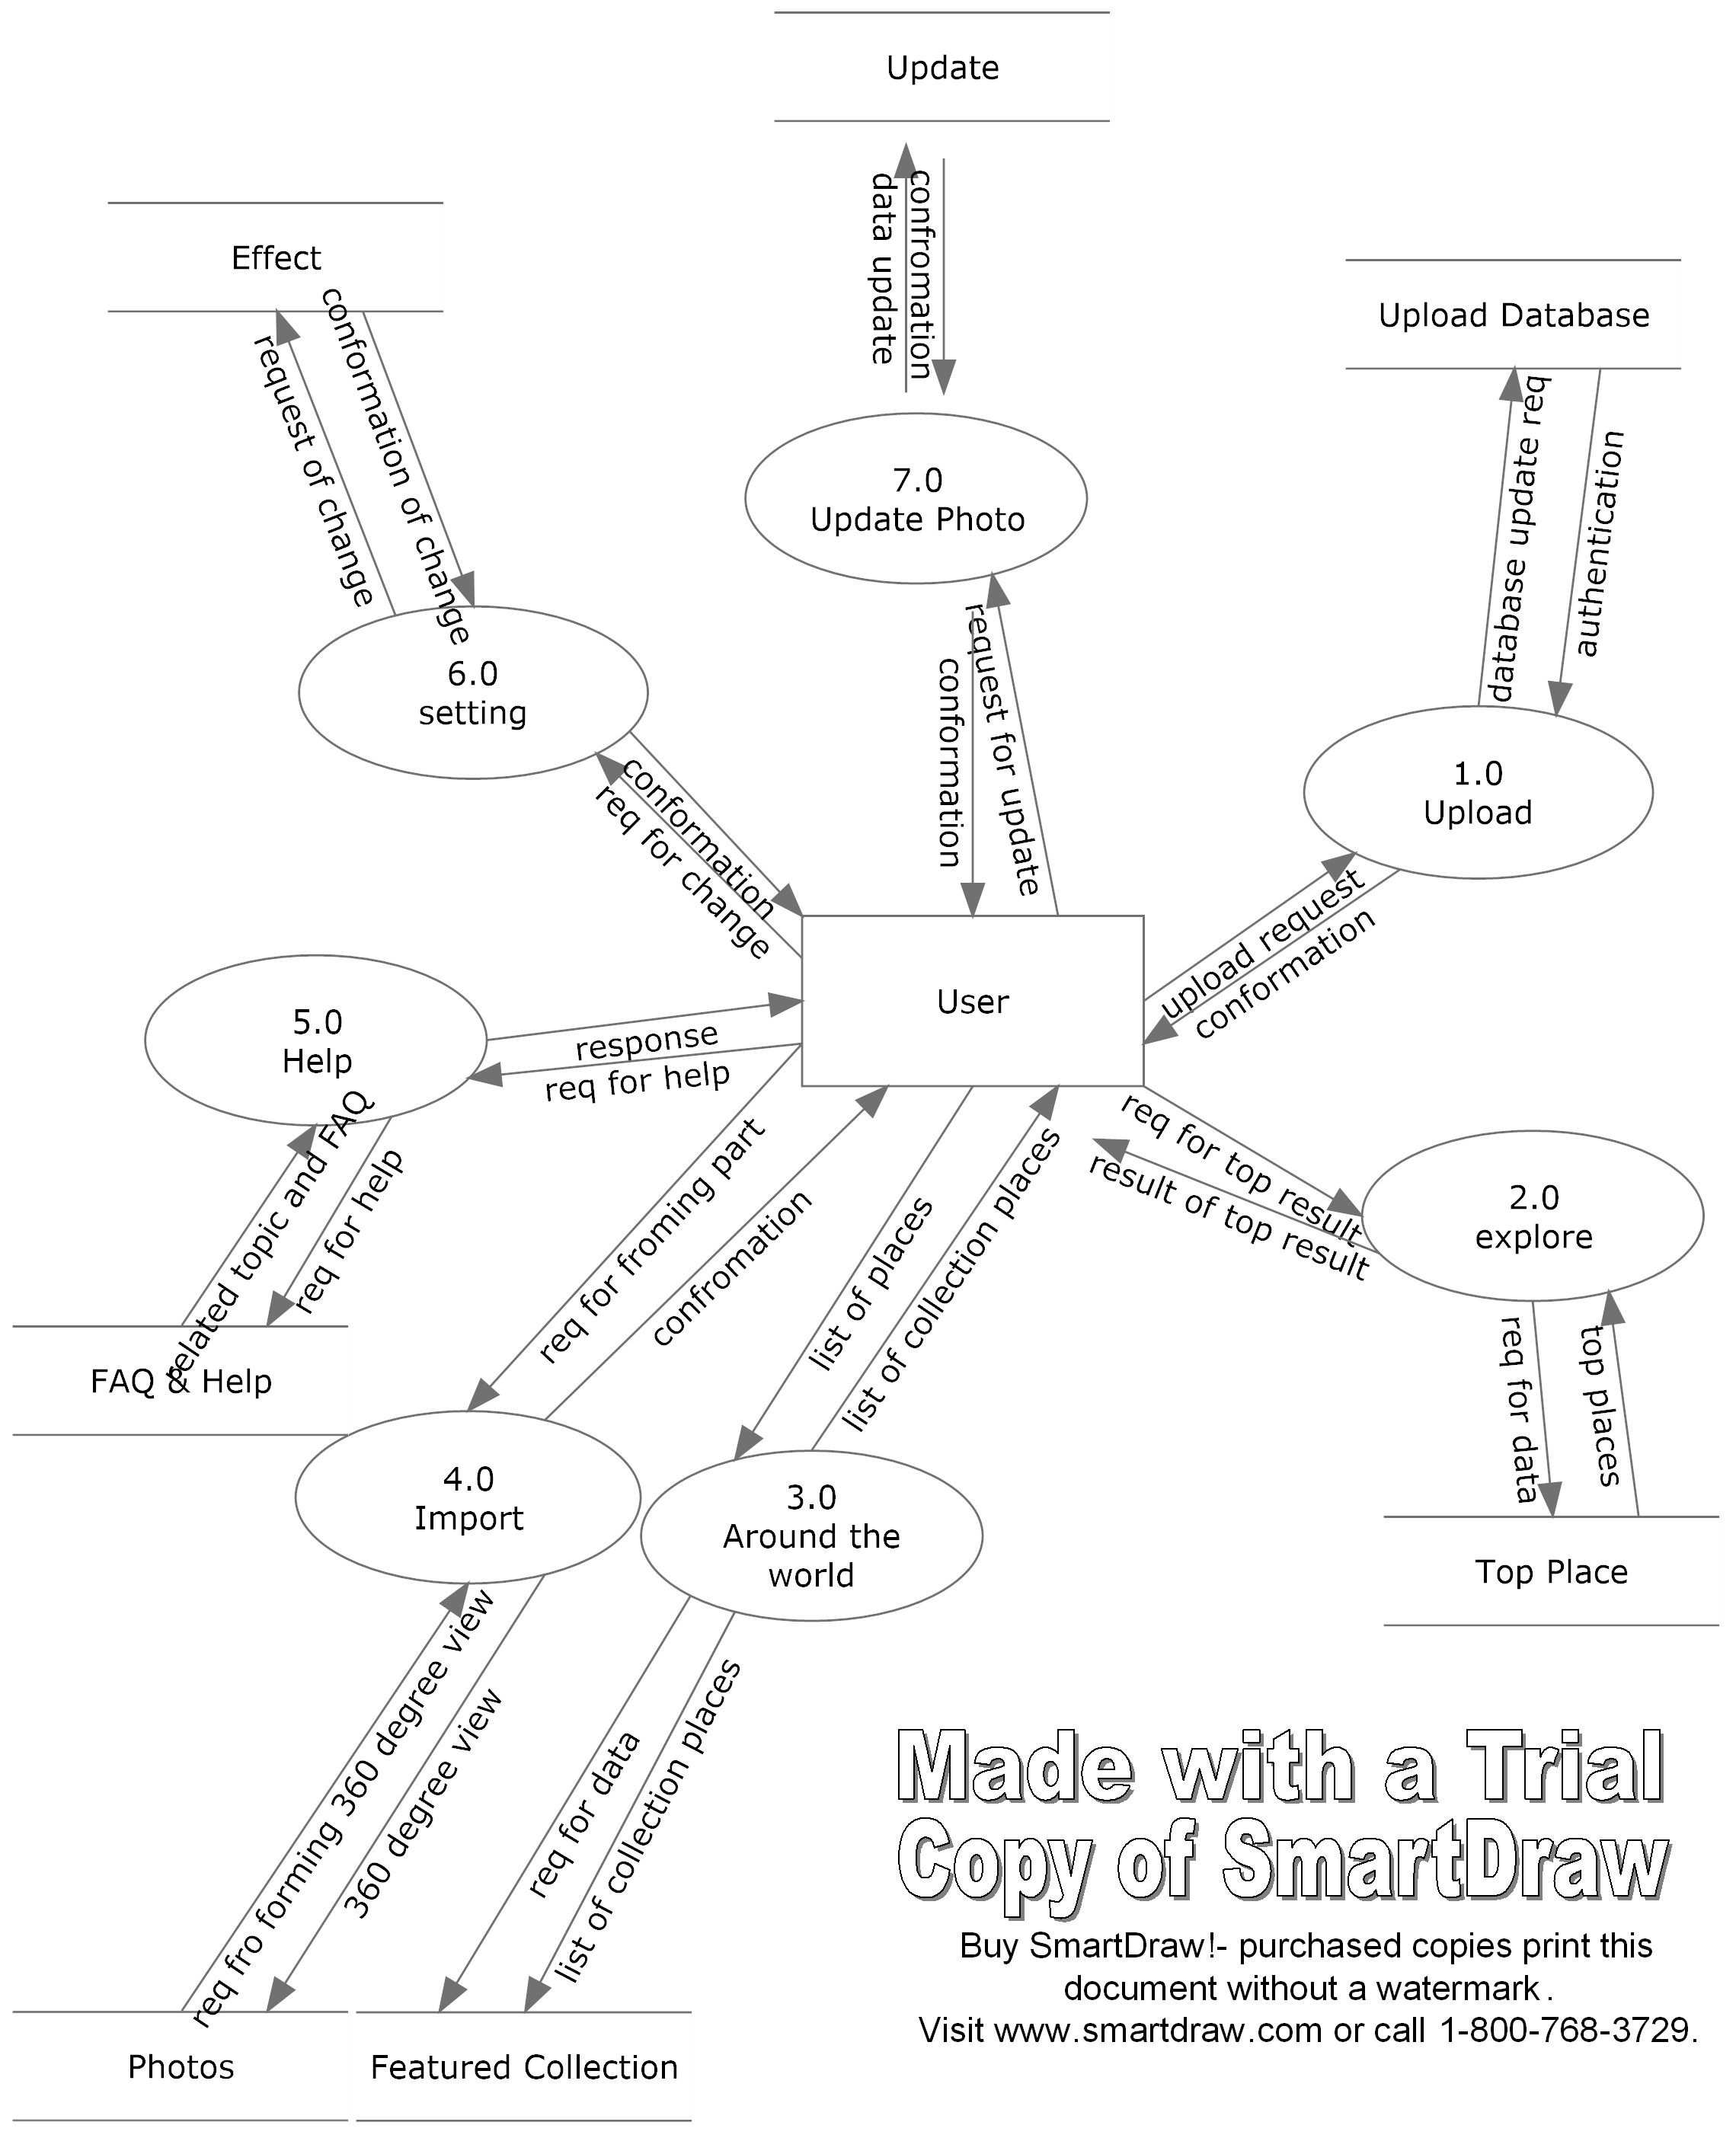 Update
data update
confromation
Effect
request of change
conformation of change
Upload Database
database update req
authentication
7.0
Update Photo
6.0
setting
1.0
Upload
request for update
conformation
conformation
req for change
upload request
conformation
User
5.0
Help
response
req for help
related topic and FAQ
req for help
FAQ & Help
req for froming part
confromation
list of places
list of collection places
req for top result
result of top result
2.0
explore
req for data
top places
Top Place
4.0
Import
3.0
Around the
world
req fro forming 360 degree view
360 degree view
req for data
list of collection places
Photos
Featured Collection
Made with a Trial
Copy of SmartDraw
Buy SmartDraw!- purchased copies print this
document without a watermark.
Visit www.smartdraw.com or call 1-800-768-3729.